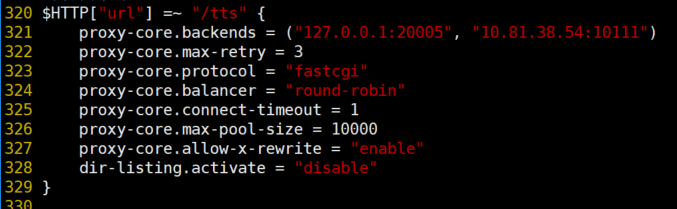 320 $HTTP["url"] =~ "/tts" {
321     proxy-core.backends = ("127.0.0.1:20005", "10.81.38.54:10111")
322     proxy-core.max-retry = 3
323     proxy-core.protocol = "fastcgi"
324     proxy-core.balancer = "round-robin"
325     proxy-core.connect-timeout = 1
326     proxy-core.max-pool-size = 10000
327     proxy-core.allow-x-rewrite = "enable"
328     dir-listing.activate = "disable"
329 }
330